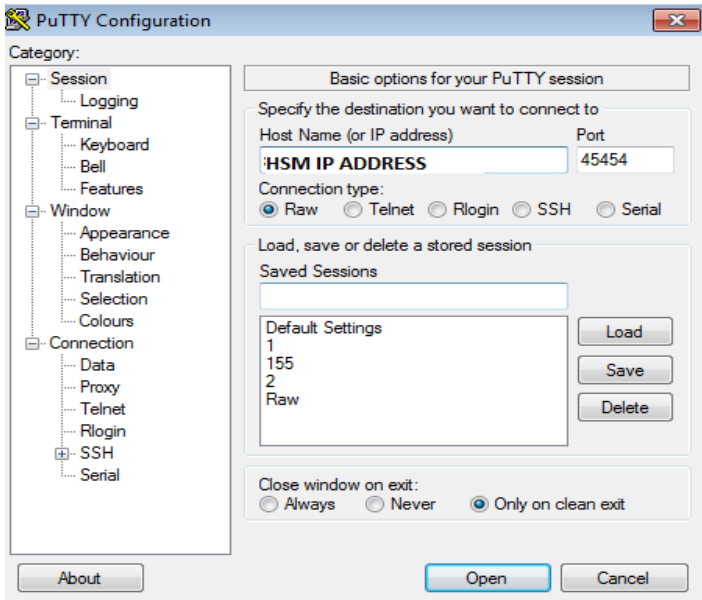 PuTTY Configuration
Category:
Session
Logging
Terminal
Keyboard
Bell
Features
Window
Appearance
Behaviour
Translation
Selection
Colours
Connection
Data
Proxy
Telnet
Rlogin
SSH
Serial
Basic options for your PuTTY session
Specify the destination you want to connect to
Host Name (or IP address) Port
HSM IP ADDRESS 45454
Connection type:
Raw Telnet Rlogin SSH Serial
Load, save or delete a stored session
Saved Sessions
Default Settings
1
155
2
Raw
Load
Save
Delete
Close window on exit:
Always Never Only on clean exit
About Open Cancel